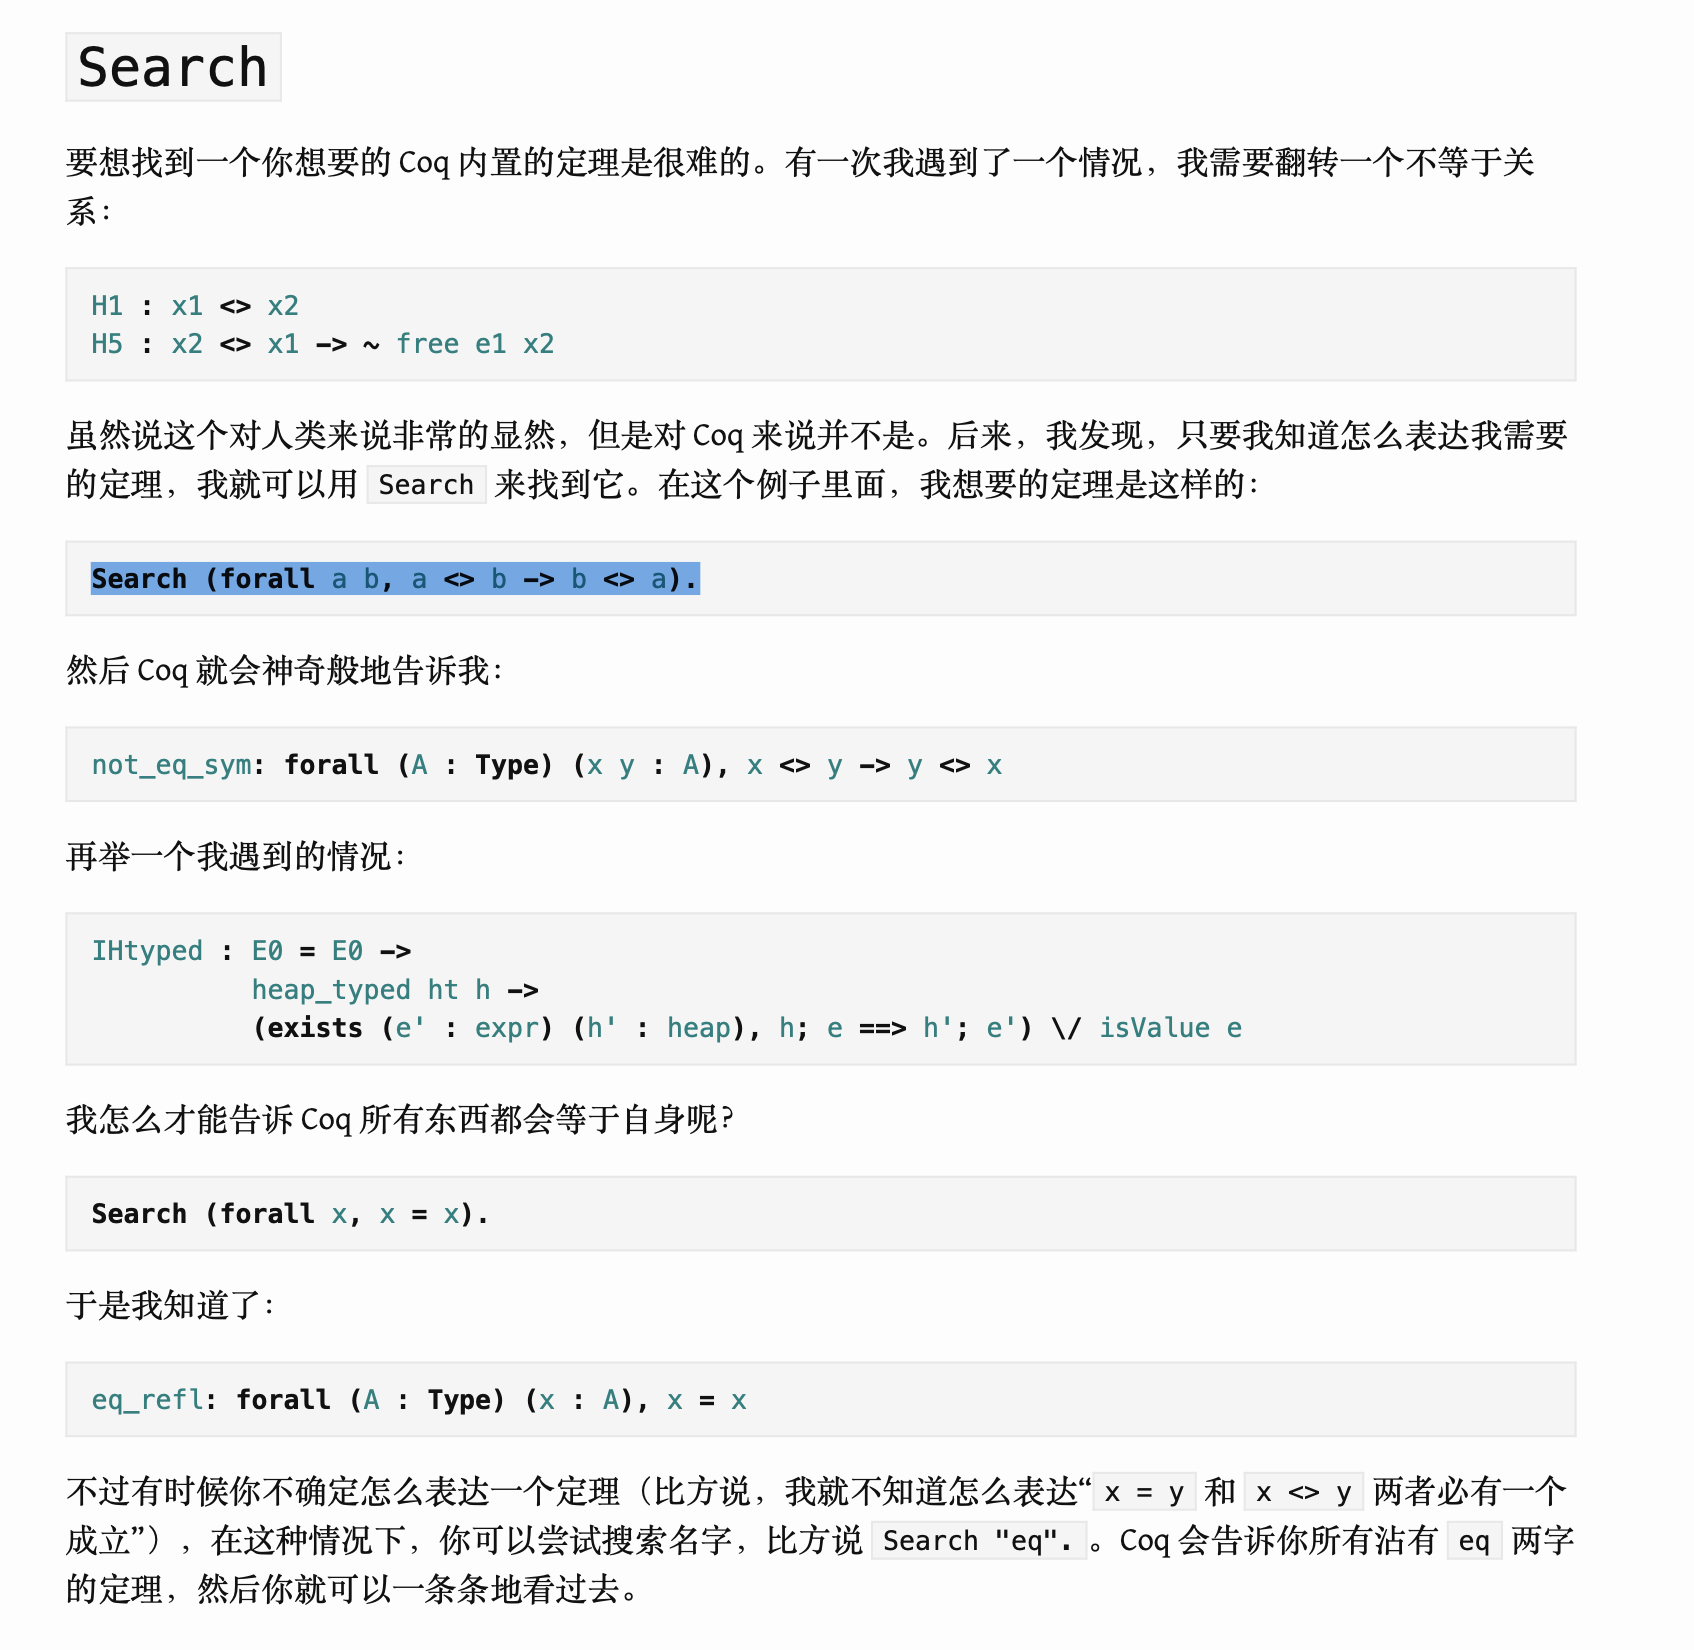 Search
要想找到一个你想要的 Coq 内置的定理是很难的。有一次我遇到了一个情况，我需要翻转一个不等于关
系：
H1 : x1 <> x2
H5 : x2 <> x1 -> ~ free e1 x2
虽然说这个对人类来说非常的显然，但是对 Coq 来说并不是。后来，我发现，只要我知道怎么表达我需要
的定理，我就可以用 Search 来找到它。在这个例子里面，我想要的定理是这样的：
Search (forall a b, a <> b -> b <> a).
然后 Coq 就会神奇般地告诉我：
not_eq_sym: forall (A : Type) (x y : A), x <> y -> y <> x
再举一个我遇到的情况：
IHtyped : E0 = E0 ->
heap_typed ht h ->
(exists (e' : expr) (h' : heap), h; e ==> h'; e') \/ isValue e
我怎么才能告诉 Coq 所有东西都会等于自身呢？
Search (forall x, x = x).
于是我知道了：
eq_refl: forall (A : Type) (x : A), x = x
不过有时候你不确定怎么表达一个定理（比方说，我就不知道怎么表达“ x = y 和 x <> y 两者必有一个
成立”），在这种情况下，你可以尝试搜索名字，比方说 Search "eq". 。Coq 会告诉你所有沾有 eq 两字
的定理，然后你就可以一条条地看过去。